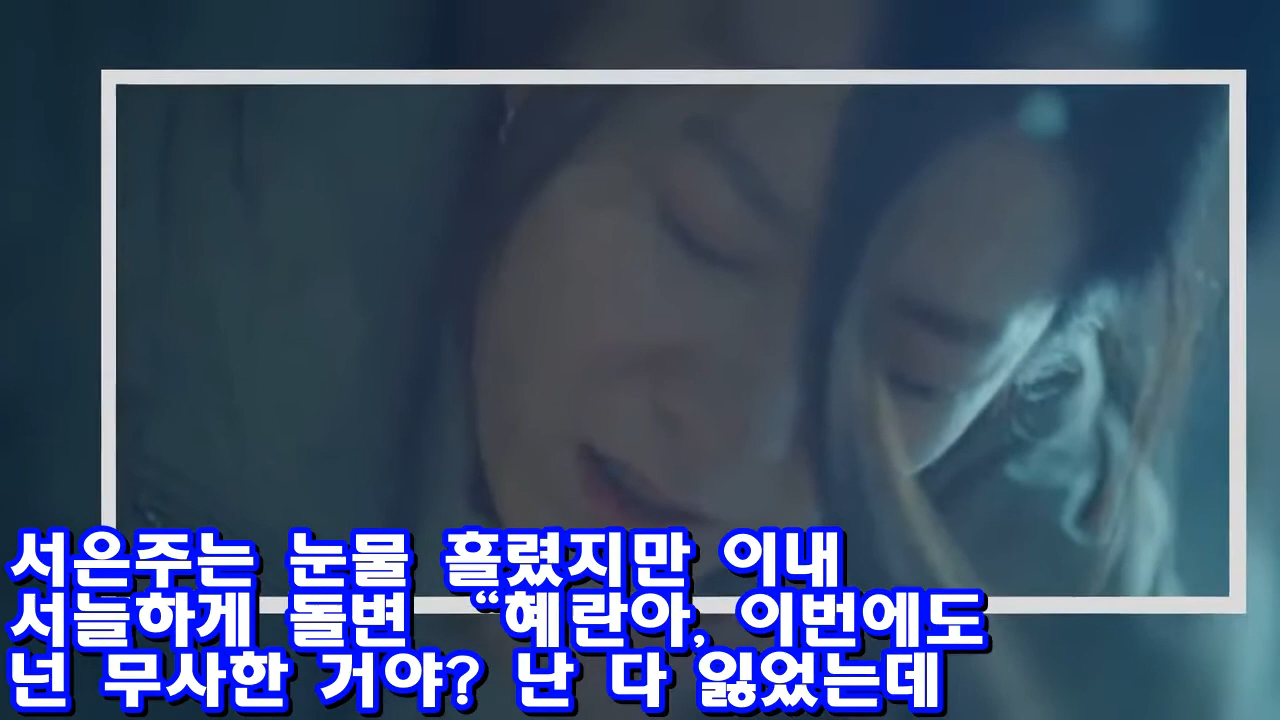 서은주는 눈물 흘렸지만 이내
서늘하게 돌변 “혜란아, 이번에도
넌 무사한 거야? 난 다 잃었는데